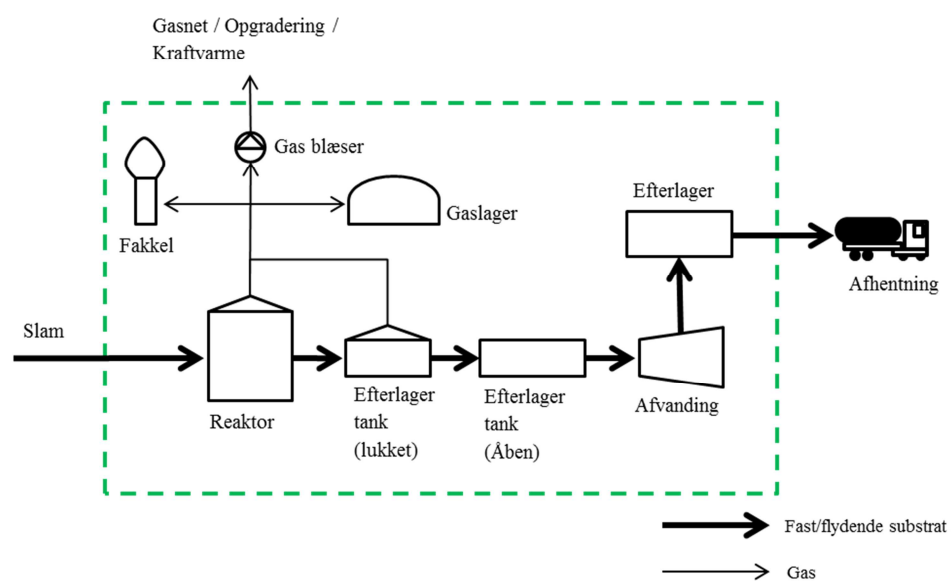 Gasnet / Opgradering /
Kraftvarme
Gas blæser
Fakkel
Gaslager
Efterlager
Afhentning
Slam
Reaktor
Efterlager
tank
(lukket)
Efterlager
tank
(Åben)
Afvanding
Fast/flydende substrat
Gas